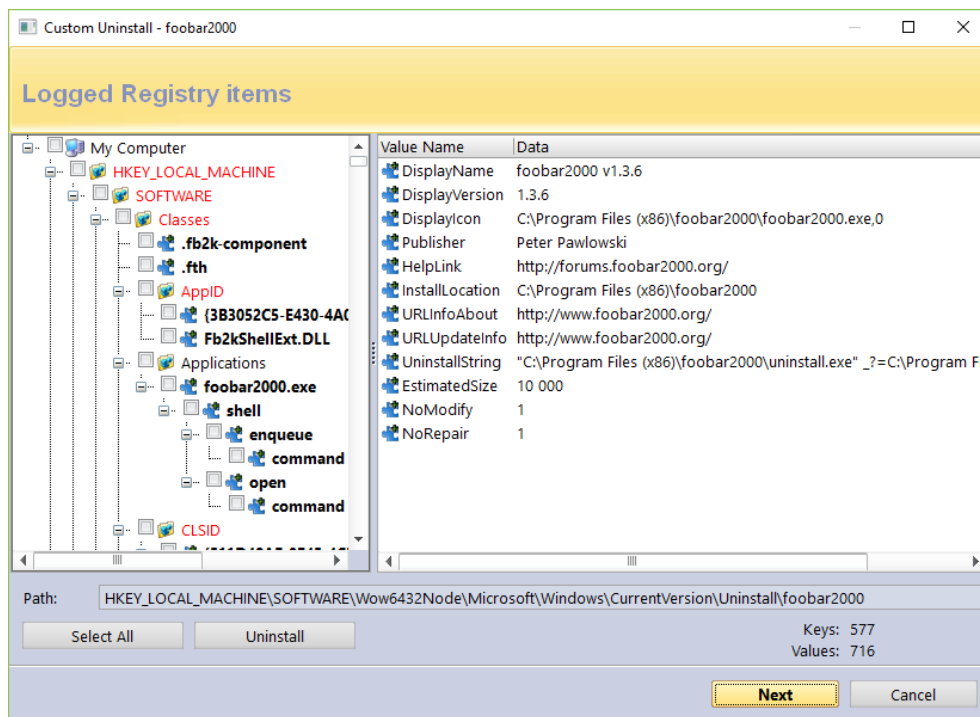 Custom Uninstall - foobar2000
Logged Registry items
My Computer
HKEY_LOCAL_MACHINE
SOFTWARE
Classes
.fb2k-component
.fth
AppID
{3B3052C5-E430-4A0
Fb2kShellExt.DLL
Applications
foobar2000.exe
shell
enqueue
command
open
command
CLSID
Value Name Data
DisplayName foobar2000 v1.3.6
DisplayVersion 1.3.6
DisplayIcon C:\Program Files (x86)\foobar2000\foobar2000.exe,0
Publisher Peter Pawlowski
HelpLink http://forums.foobar2000.org/
InstallLocation C:\Program Files (x86)\foobar2000
URLInfoAbout http://www.foobar2000.org/
URLUpdateInfo http://www.foobar2000.org/
UninstallString "C:\Program Files (x86)\foobar2000\uninstall.exe" _?=C:\Program F
EstimatedSize 10 000
NoModify 1
NoRepair 1
Path: HKEY_LOCAL_MACHINE\SOFTWARE\Wow6432Node\Microsoft\Windows\CurrentVersion\Uninstall\foobar2000
Select All Uninstall
Keys: 577
Values: 716
Next Cancel